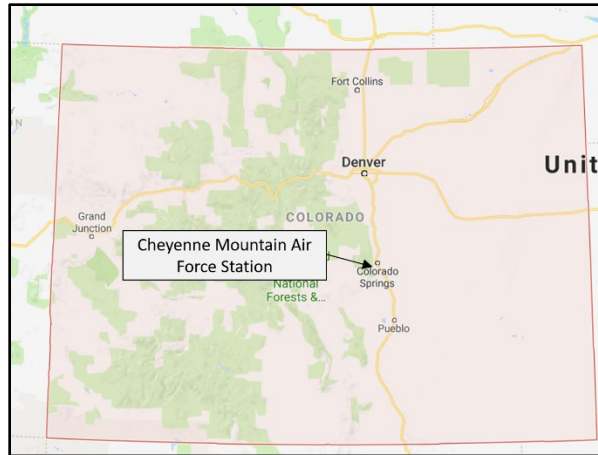 Fort Collins
Denver
Unit
Grand
Junction
COLORADO
Cheyenne Mountain Air
Force Station
Colorado
Springs
National
Forests &...
Pueblo